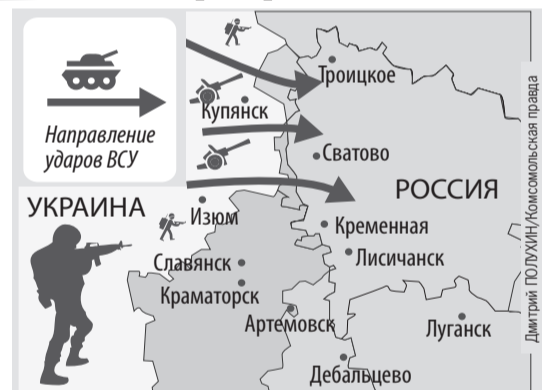 Направление
ударов ВСУ
Троицкое
Купянск
Сватово
РОССИЯ
УКРАИНА
Изюм
Кременная
Славянск
Лисичанск
Краматорск
Артемовск
Луганск
Дебальцево
Дмитрий ПОЛУХИН/Комсомольская правда